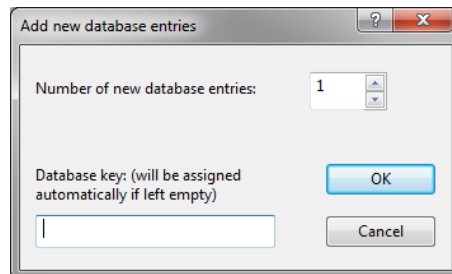 Add new database entries
?
X
Number of new database entries:
1
Database key: (will be assigned
automatically if left empty)
OK
Cancel